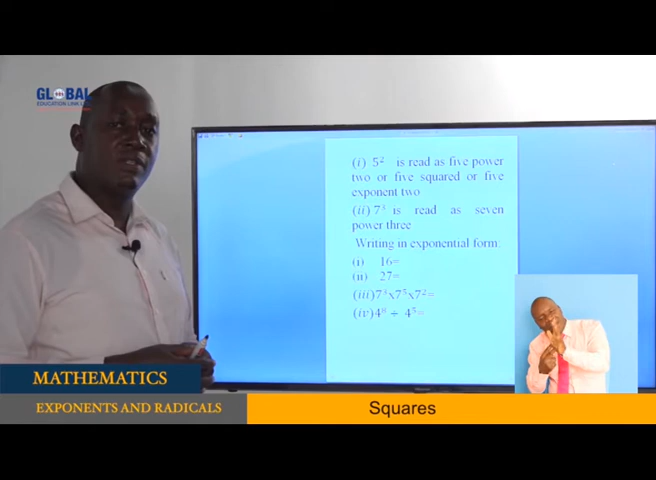 GLOBAL
(i) 5² is read as five power
two or five squared or five
exponent two
(ii) 7³ is read as seven
power three
Writing in exponential form:
(i) 16=
(ii) 27=
(iii)7³x7⁵x7²=
(iv)4⁸ ÷ 4⁵=
MATHEMATICS
EXPONENTS AND RADICALS
Squares